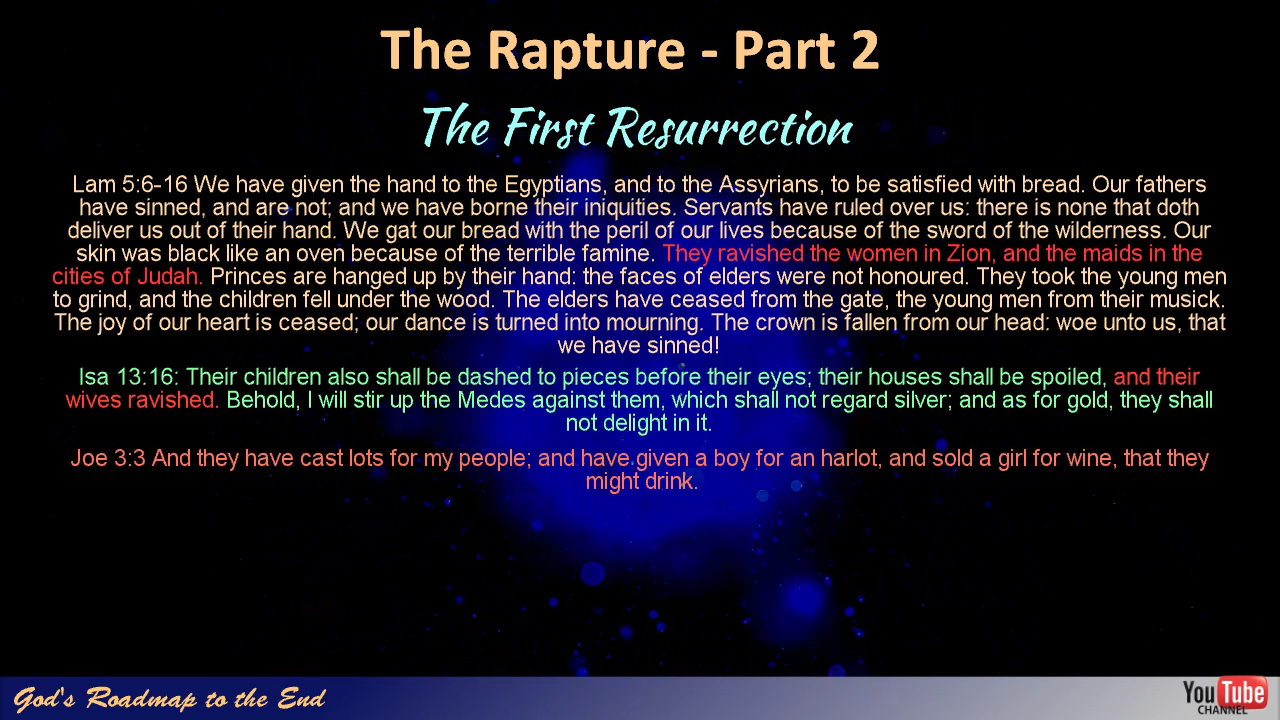 The Rapture - Part 2
The First Resurrection
Lam 5:6-16 We have given the hand to the Egyptians, and to the Assyrians, to be satisfied with bread. Our fathers
have sinned, and are not; and we have borne their iniquities. Servants have ruled over us: there is none that doth
deliver us out of their hand. We gat our bread with the peril of our lives because of the sword of the wilderness. Our
skin was black like an oven because of the terrible famine. They ravished the women in Zion, and the maids in the
cities of Judah. Princes are hanged up by their hand: the faces of elders were not honoured. They took the young men
to grind, and the children fell under the wood. The elders have ceased from the gate, the young men from their musick.
The joy of our heart is ceased; our dance is turned into mourning. The crown is fallen from our head: woe unto us, that
we have sinned!
Isa 13:16: Their children also shall be dashed to pieces before their eyes; their houses shall be spoiled, and their
wives ravished. Behold, I will stir up the Medes against them, which shall not regard silver; and as for gold, they shall
not delight in it.
Joe 3:3 And they have cast lots for my people; and have given a boy for an harlot, and sold a girl for wine, that they
might drink.
God's Roadmap to the End
YouTube
CHANNEL